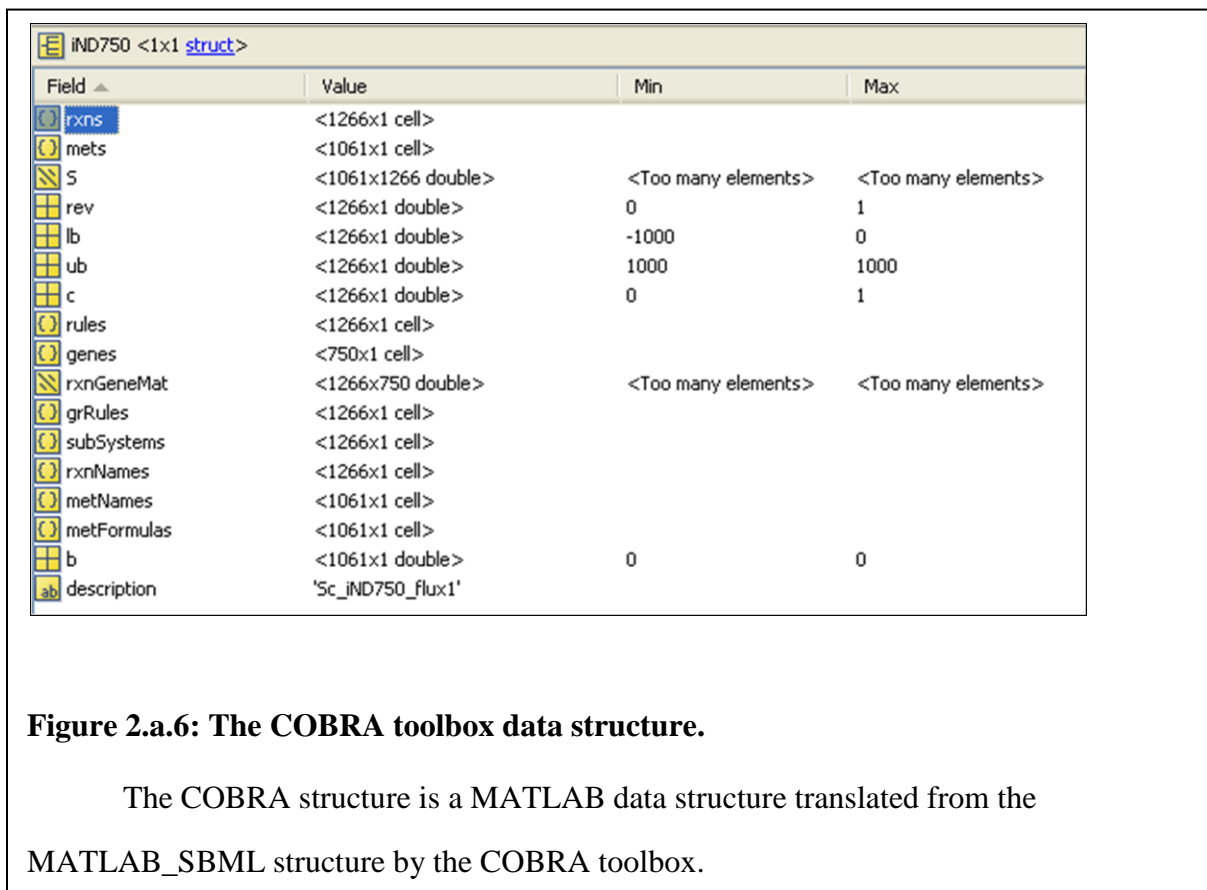 iND750 <1x1 struct>
Field Value Min Max
rxns <1266x1 cell>
mets <1061x1 cell>
S <1061x1266 double> <Too many elements> <Too many elements>
rev <1266x1 double> 0 1
lb <1266x1 double> -1000 0
ub <1266x1 double> 1000 1000
c <1266x1 double> 0 1
rules <1266x1 cell>
genes <750x1 cell>
rxnGeneMat <1266x750 double> <Too many elements> <Too many elements>
grRules <1266x1 cell>
subSystems <1266x1 cell>
rxnNames <1266x1 cell>
metNames <1061x1 cell>
metFormulas <1061x1 cell>
b <1061x1 double> 0 0
ab description 'Sc_iND750_flux1'
Figure 2.a.6: The COBRA toolbox data structure.
The COBRA structure is a MATLAB data structure translated from the
MATLAB_SBML structure by the COBRA toolbox.